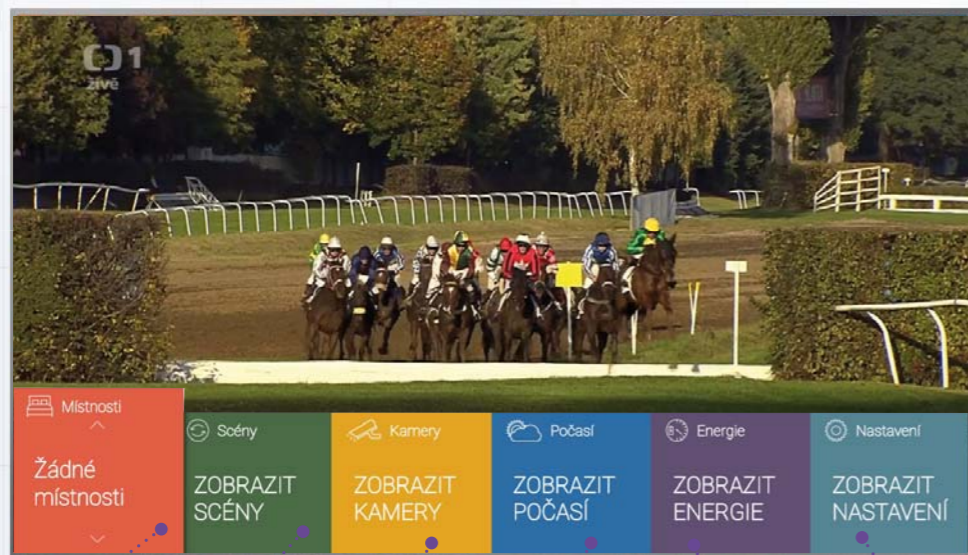 ČT1
živě
Místnosti
Žádné
místnosti
Scény
ZOBRAZIT
SCÉNY
Kamery
ZOBRAZIT
KAMERY
Počasí
ZOBRAZIT
POČASÍ
Energie
ZOBRAZIT
ENERGIE
Nastavení
ZOBRAZIT
NASTAVENÍ